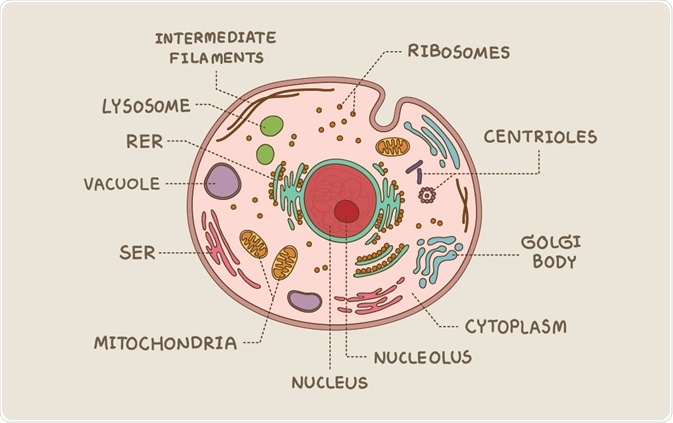 INTERMEDIATE
FILAMENTS
RIBOSOMES
LYSOSOME
RER
CENTRIOLES
VACUOLE
SER
GOLGI
BODY
CYTOPLASM
MITOCHONDRIA
NUCLEOLUS
NUCLEUS